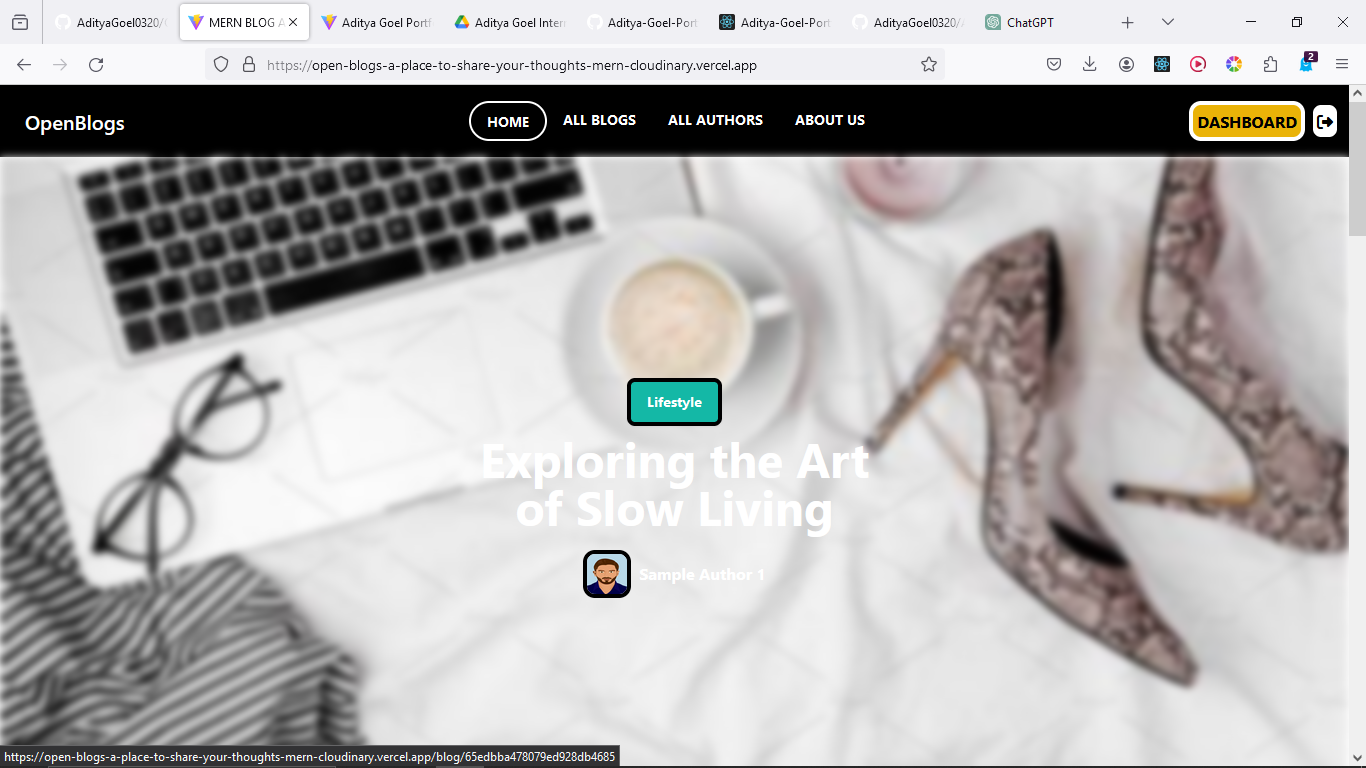 AdityaGoel0320/
MERN BLOG A
Aditya Goel Portf
Aditya Goel Intern
Aditya-Goel-Port
Aditya-Goel-Port
AdityaGoel0320/
ChatGPT
https://open-blogs-a-place-to-share-your-thoughts-mern-cloudinary.vercel.app
2
OpenBlogs
HOME
ALL BLOGS
ALL AUTHORS
ABOUT US
DASHBOARD
Lifestyle
Exploring the Art
of Slow Living
Sample Author 1
https://open-blogs-a-place-to-share-your-thoughts-mern-cloudinary.vercel.app/blog/65edbba478079ed928db4685